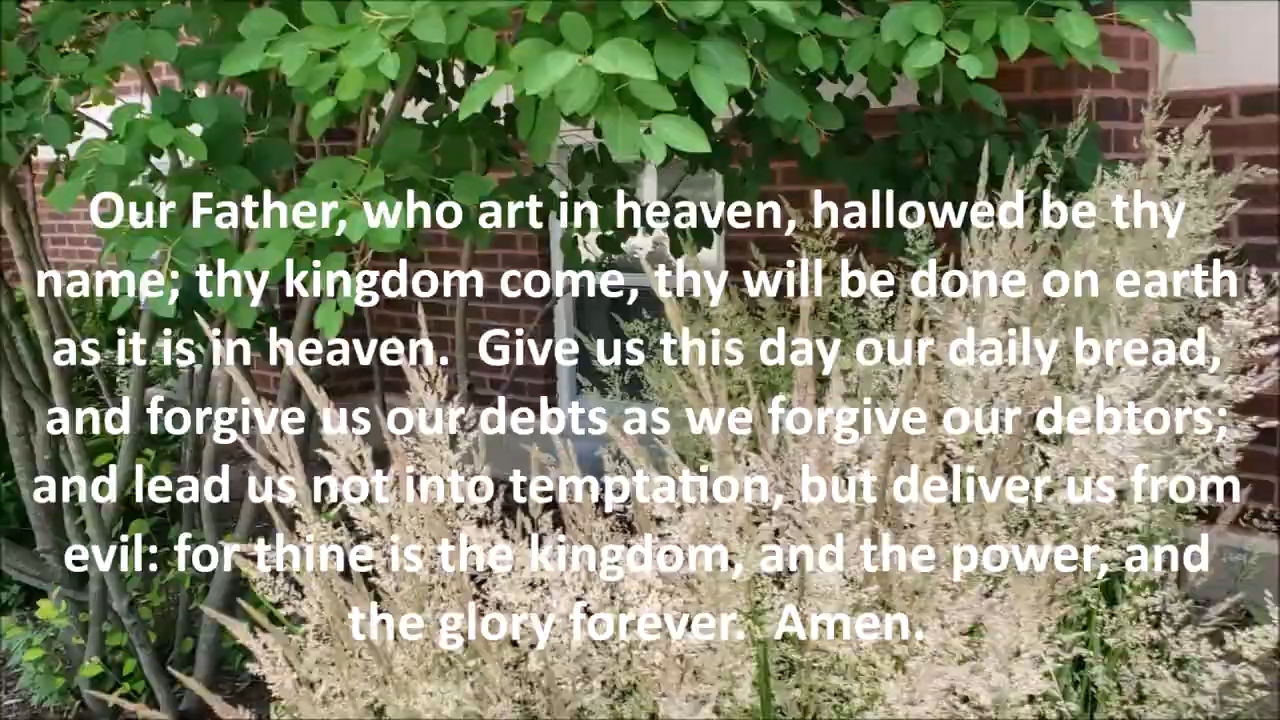 Our Father, who art in heaven, hallowed be thy
name; thy kingdom come, thy will be done on earth
as it is in heaven.  Give us this day our daily bread,
and forgive us our debts as we forgive our debtors;
and lead us not into temptation, but deliver us from
evil: for thine is the kingdom, and the power, and
the glory forever.  Amen.